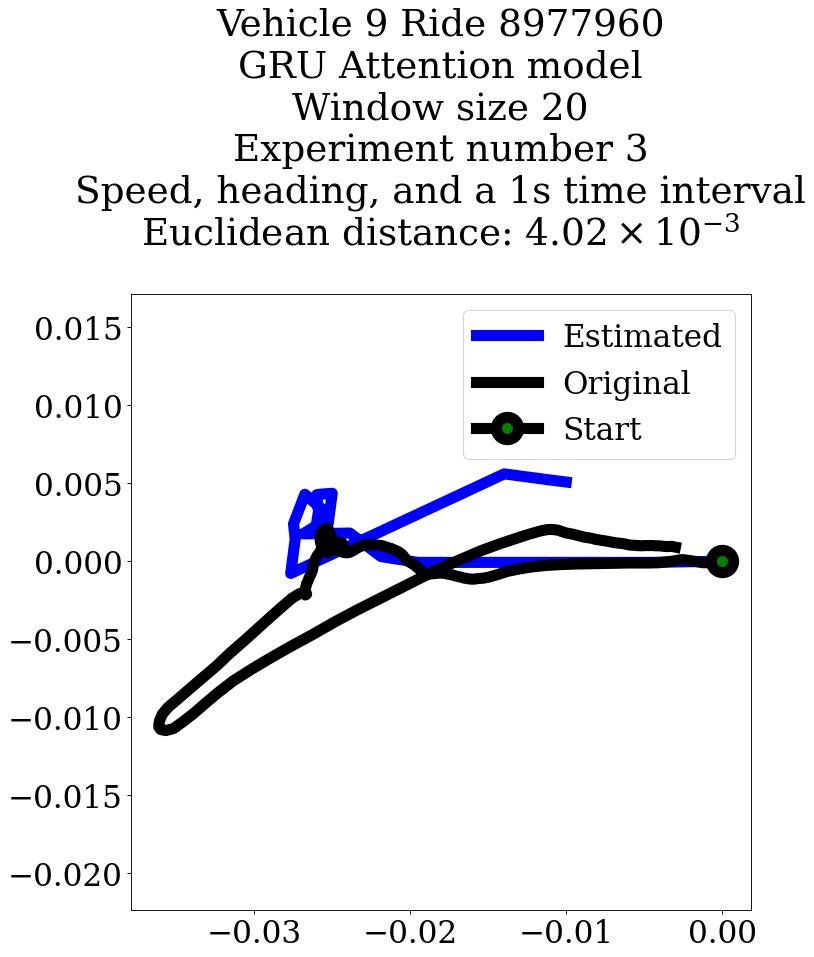 Vehicle 9 Ride 8977960
GRU Attention model
Window size 20
Experiment number 3
Speed, heading, and a 1s time interval
Euclidean distance: 4.02 × 10⁻³
Estimated
Original
Start
0.015
0.010
0.005
0.000
−0.005
−0.010
−0.015
−0.020
−0.03
−0.02
−0.01
0.00